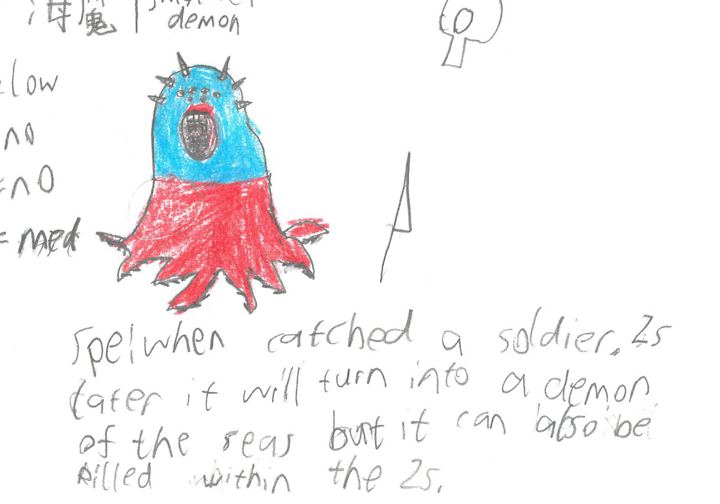 海魔
demon
low
no
=no
=med
spe|when catched a soldier. 2s
later it will turn into a demon
of the seas but it can also be
killed within the 2s.